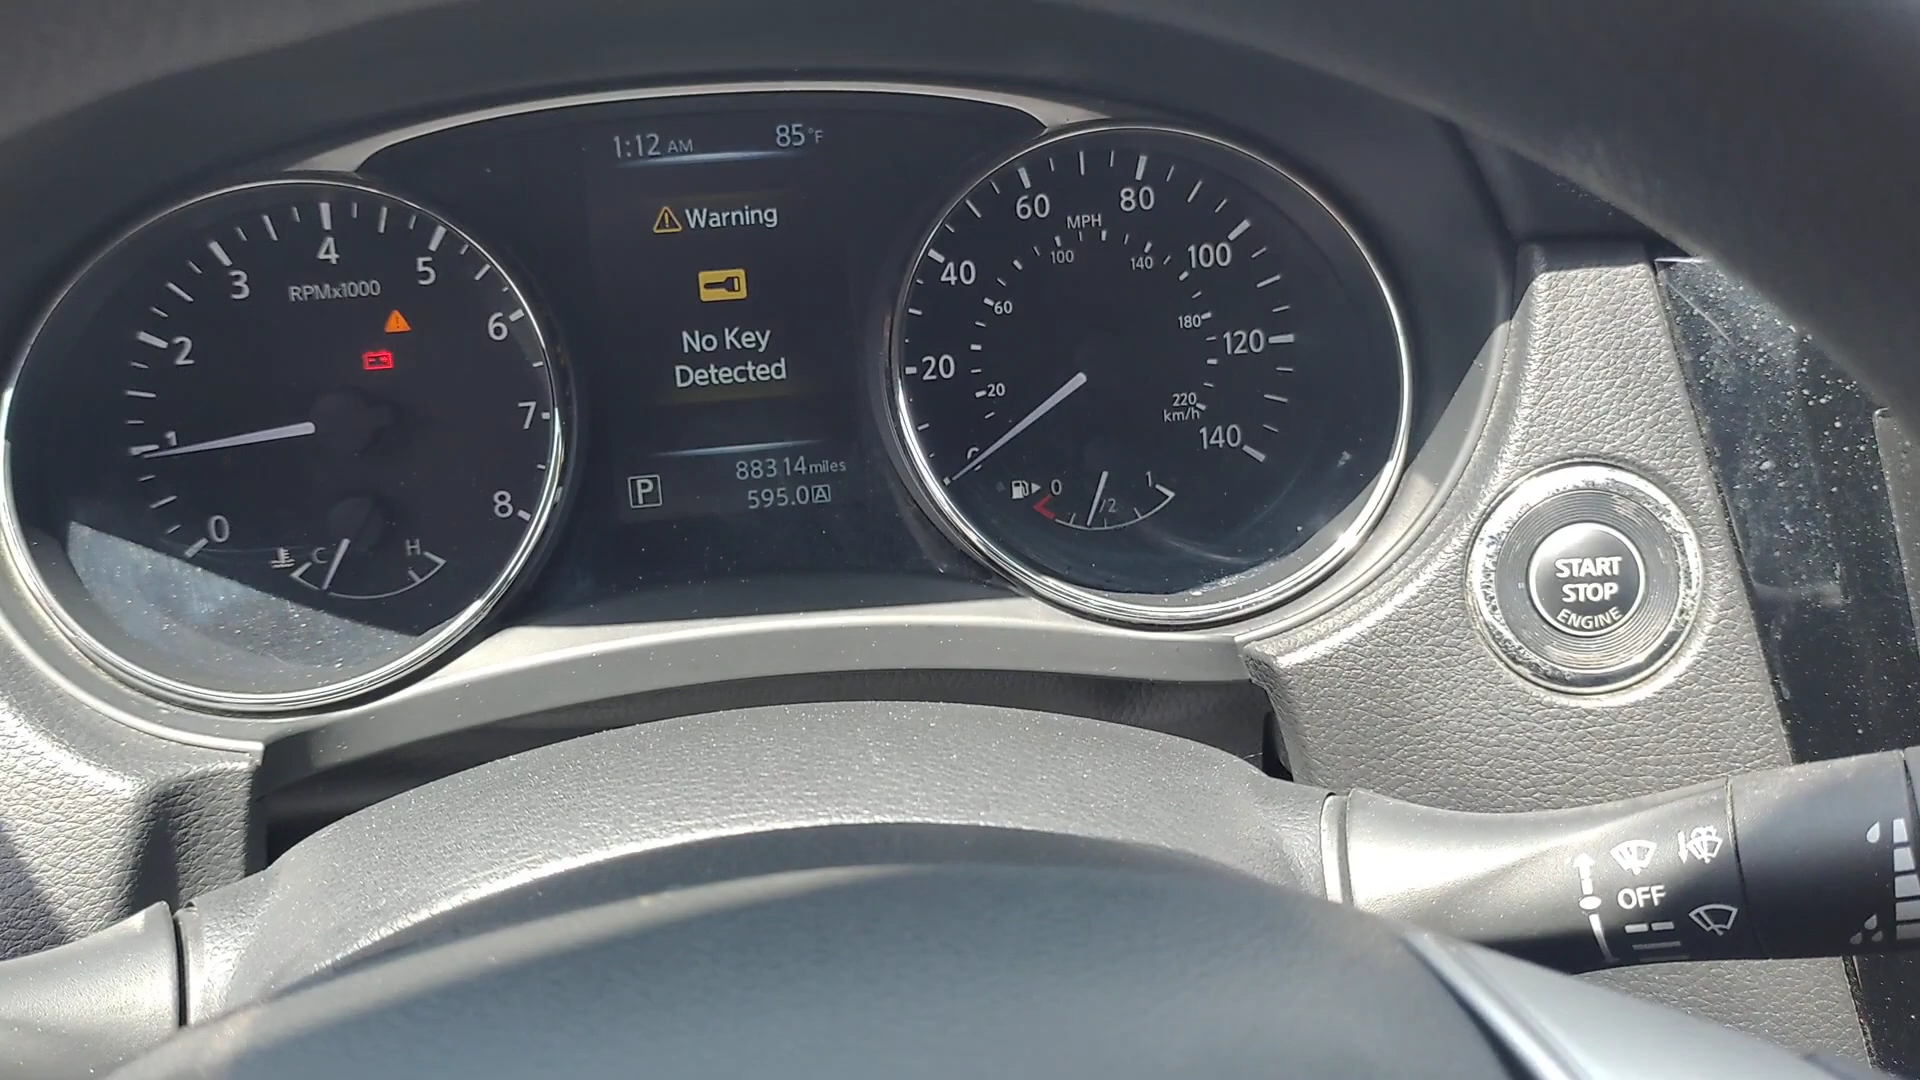 1:12 AM 85°F
Warning
No Key
Detected
P
88314 miles
595.0 A
0
1
2
3
4
5
6
7
8
RPMx1000
C H
0
20
40
60
80
100
120
140
MPH
20
60
100
140
180
220
km/h
0 1/2 1
START
STOP
ENGINE
OFF